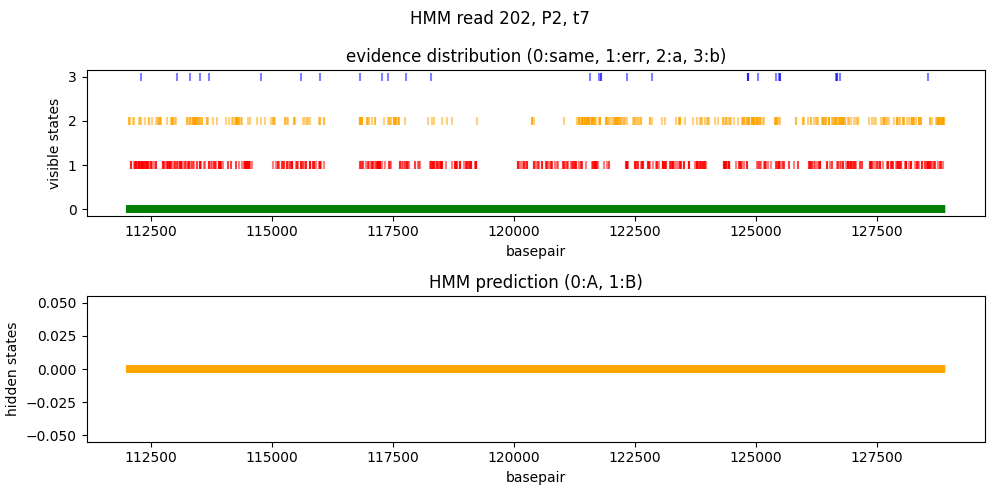 HMM read 202, P2, t7
evidence distribution (0:same, 1:err, 2:a, 3:b)
3
2
1
0
visible states
112500 115000 117500 120000 122500 125000 127500
basepair
HMM prediction (0:A, 1:B)
0.050
0.025
0.000
−0.025
−0.050
hidden states
112500 115000 117500 120000 122500 125000 127500
basepair